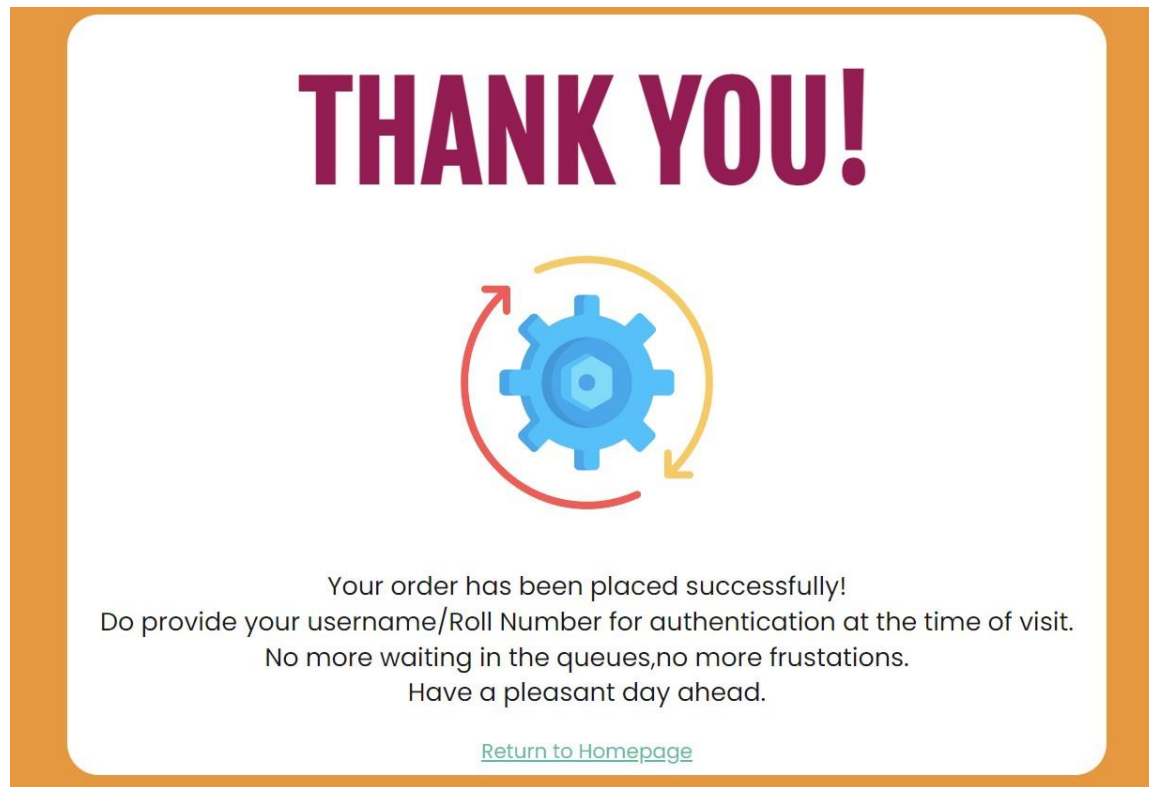 THANK YOU!
Your order has been placed successfully!
Do provide your username/Roll Number for authentication at the time of visit.
No more waiting in the queues,no more frustations.
Have a pleasant day ahead.
Return to Homepage